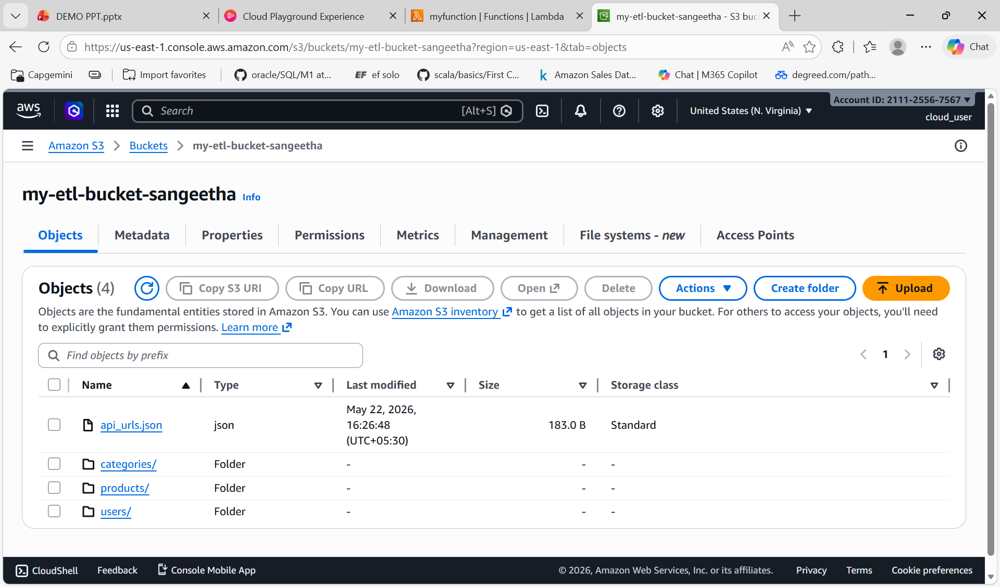 DEMO PPT.pptx
Cloud Playground Experience
myfunction | Functions | Lambda
my-etl-bucket-sangeetha - S3 buc
https://us-east-1.console.aws.amazon.com/s3/buckets/my-etl-bucket-sangeetha?region=us-east-1&tab=objects
Chat
Capgemini
Import favorites
oracle/SQL/M1 at...
EF ef solo
scala/basics/First C...
k Amazon Sales Dat...
Chat | M365 Copilot
degreed.com/path...
aws
Search
[Alt+S]
United States (N. Virginia)
Account ID: 2111-2556-7567
cloud_user
Amazon S3
Buckets
my-etl-bucket-sangeetha
my-etl-bucket-sangeetha Info
Objects
Metadata
Properties
Permissions
Metrics
Management
File systems - new
Access Points
Objects (4)
Copy S3 URI
Copy URL
Download
Open
Delete
Actions
Create folder
Upload
Objects are the fundamental entities stored in Amazon S3. You can use Amazon S3 inventory to get a list of all objects in your bucket. For others to access your objects, you'll need
to explicitly grant them permissions. Learn more
Find objects by prefix
1
Name
Type
Last modified
Size
Storage class
api_urls.json
json
May 22, 2026,
16:26:48
(UTC+05:30)
183.0 B
Standard
categories/
Folder
-
-
-
products/
Folder
-
-
-
users/
Folder
-
-
-
CloudShell
Feedback
Console Mobile App
© 2026, Amazon Web Services, Inc. or its affiliates.
Privacy
Terms
Cookie preferences